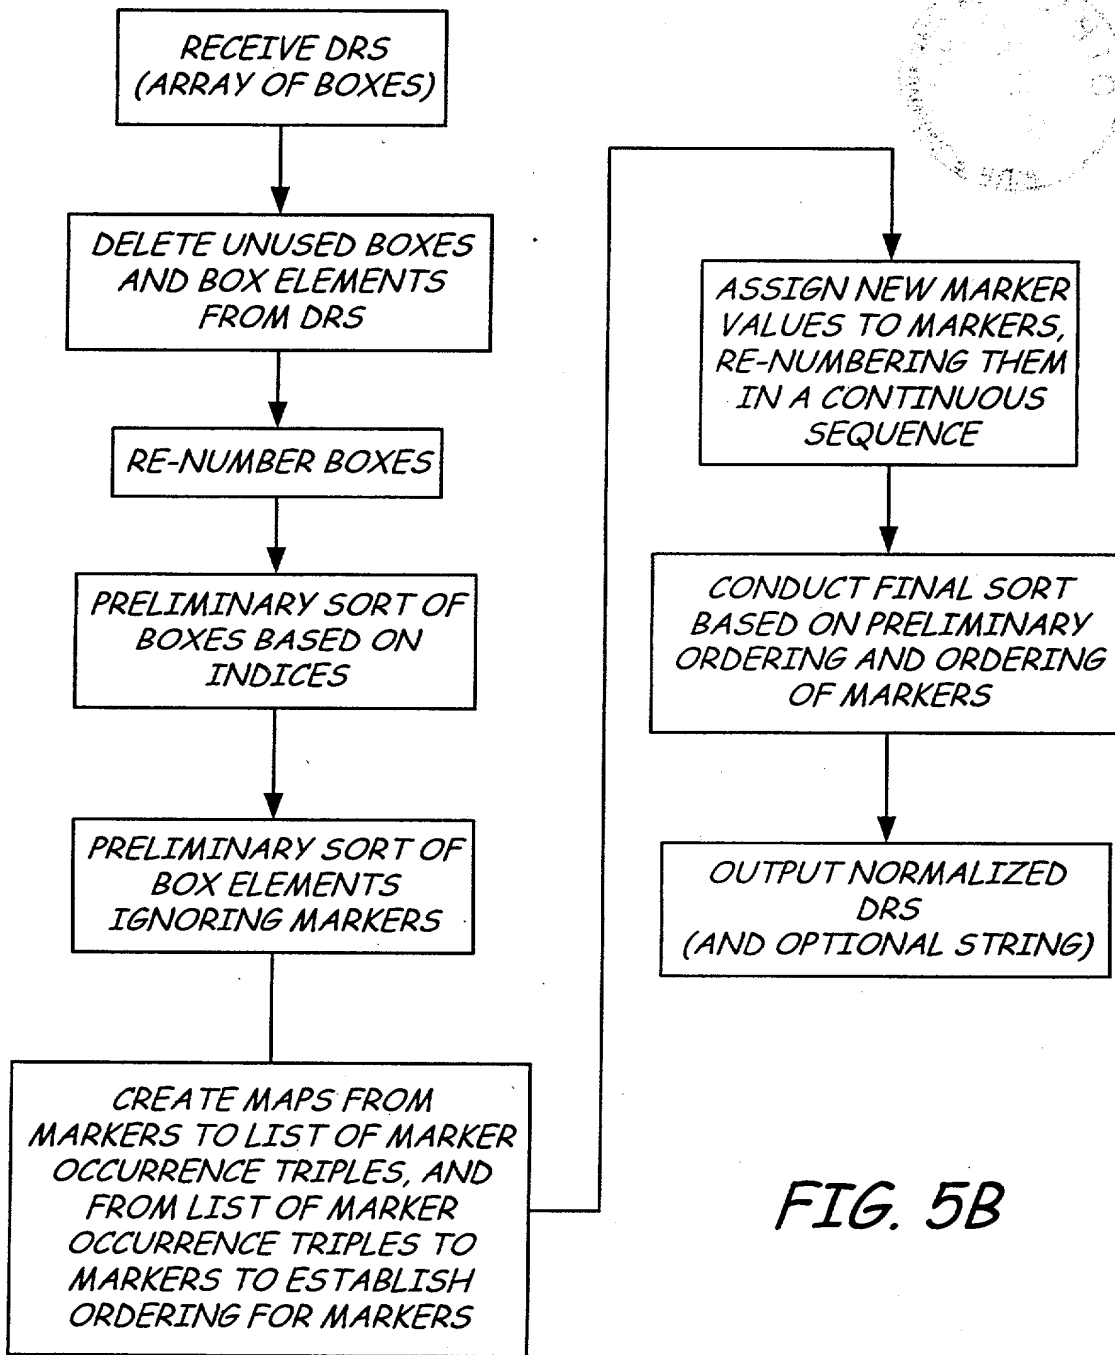 RECEIVE DRS
(ARRAY OF BOXES)
DELETE UNUSED BOXES
AND BOX ELEMENTS
FROM DRS
RE-NUMBER BOXES
PRELIMINARY SORT OF
BOXES BASED ON
INDICES
PRELIMINARY SORT OF
BOX ELEMENTS
IGNORING MARKERS
CREATE MAPS FROM
MARKERS TO LIST OF MARKER
OCCURRENCE TRIPLES, AND
FROM LIST OF MARKER
OCCURRENCE TRIPLES TO
MARKERS TO ESTABLISH
ORDERING FOR MARKERS
ASSIGN NEW MARKER
VALUES TO MARKERS,
RE-NUMBERING THEM
IN A CONTINUOUS
SEQUENCE
CONDUCT FINAL SORT
BASED ON PRELIMINARY
ORDERING AND ORDERING
OF MARKERS
OUTPUT NORMALIZED
DRS
(AND OPTIONAL STRING)
FIG. 5B